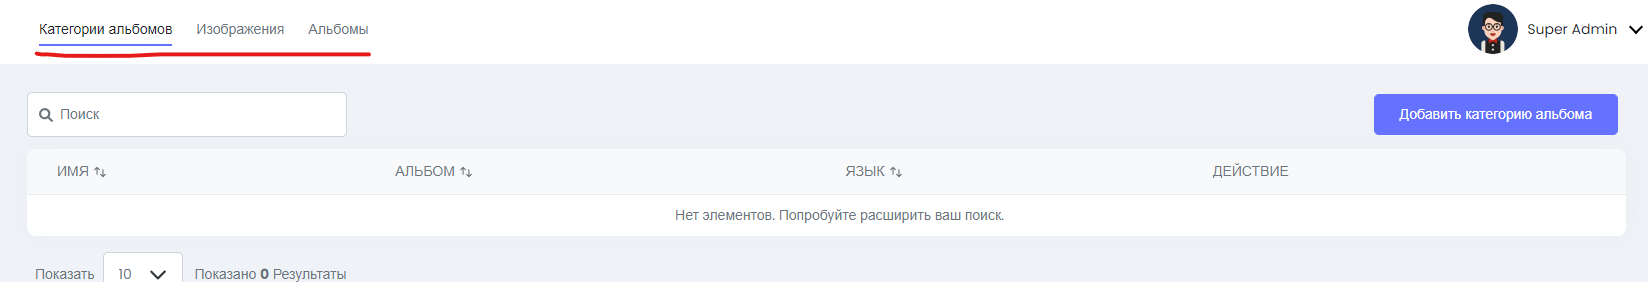 Категории альбомов Изображения Альбомы Super Admin
Поиск Добавить категорию альбома
ИМЯ АЛЬБОМ ЯЗЫК ДЕЙСТВИЕ
Нет элементов. Попробуйте расширить ваш поиск.
Показать 10 Показано 0 Результаты